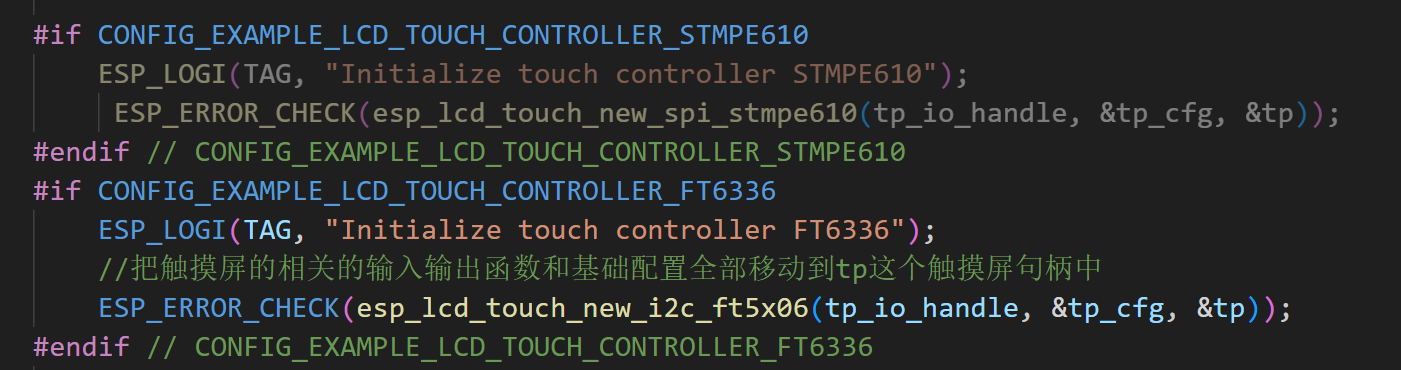 #if CONFIG_EXAMPLE_LCD_TOUCH_CONTROLLER_STMPE610
ESP_LOGI(TAG, "Initialize touch controller STMPE610");
ESP_ERROR_CHECK(esp_lcd_touch_new_spi_stmpe610(tp_io_handle, &tp_cfg, &tp));
#endif // CONFIG_EXAMPLE_LCD_TOUCH_CONTROLLER_STMPE610
#if CONFIG_EXAMPLE_LCD_TOUCH_CONTROLLER_FT6336
ESP_LOGI(TAG, "Initialize touch controller FT6336");
//把触摸屏的相关的输入输出函数和基础配置全部移动到tp这个触摸屏句柄中
ESP_ERROR_CHECK(esp_lcd_touch_new_i2c_ft5x06(tp_io_handle, &tp_cfg, &tp));
#endif // CONFIG_EXAMPLE_LCD_TOUCH_CONTROLLER_FT6336